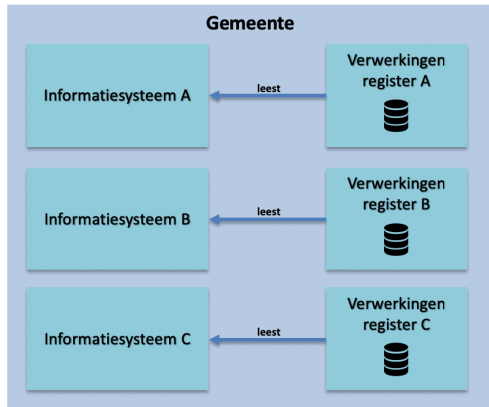 Gemeente
Informatiesysteem A
leest
Verwerkingen
register A
Informatiesysteem B
leest
Verwerkingen
register B
Informatiesysteem C
leest
Verwerkingen
register C